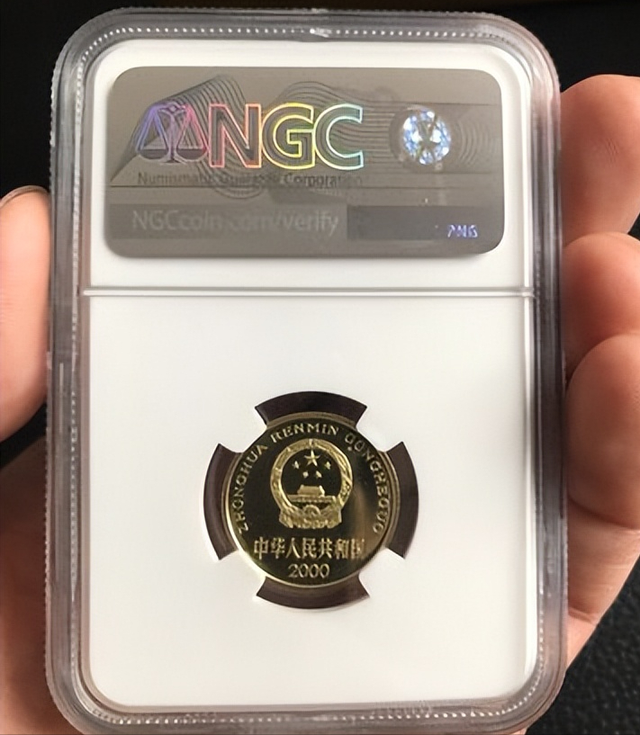 NGC
Numismatic Guaranty Corporation
NGCcoin.com/verify
ZHONGHUA RENMIN GONGHEGUO
中华人民共和国
2000